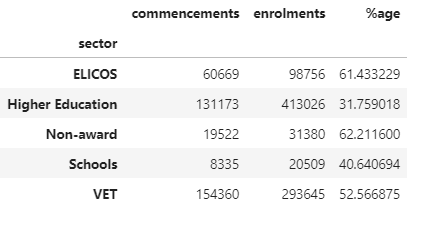 commencements enrolments %age
sector
ELICOS 60669 98756 61.433229
Higher Education 131173 413026 31.759018
Non-award 19522 31380 62.211600
Schools 8335 20509 40.640694
VET 154360 293645 52.566875